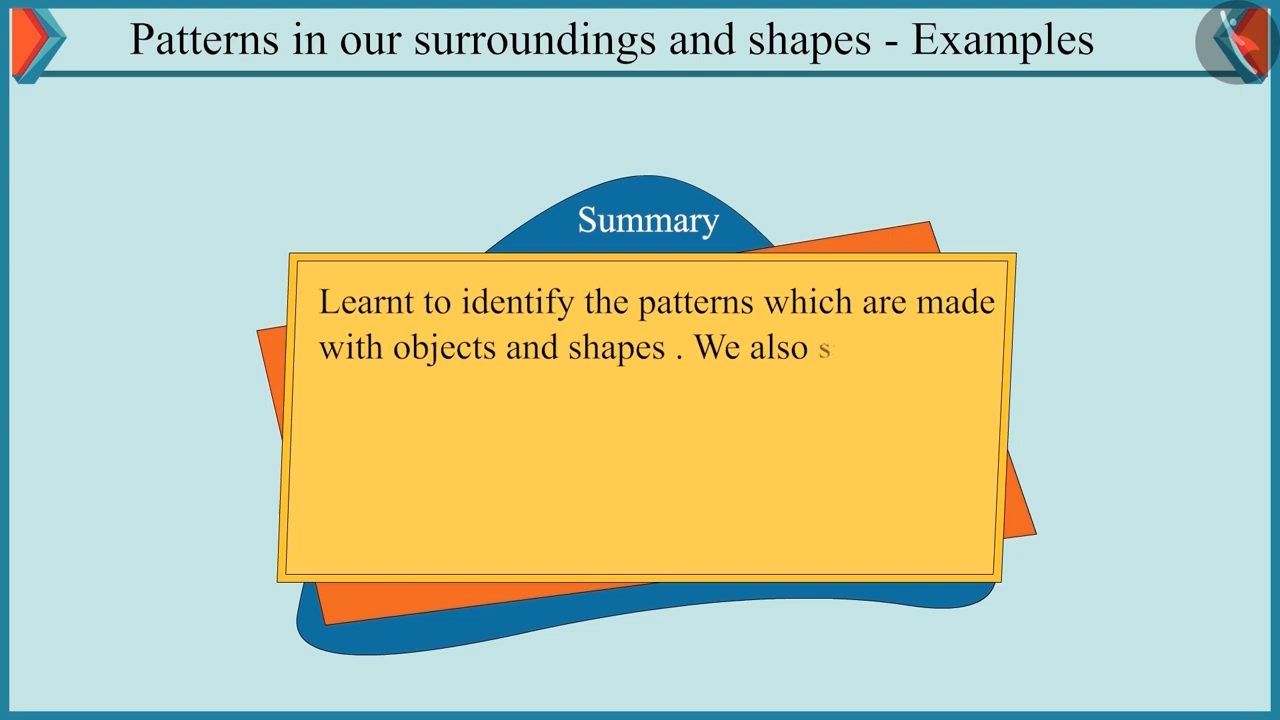 Patterns in our surroundings and shapes - Examples
Summary
Learnt to identify the patterns which are made
with objects and shapes . We also s